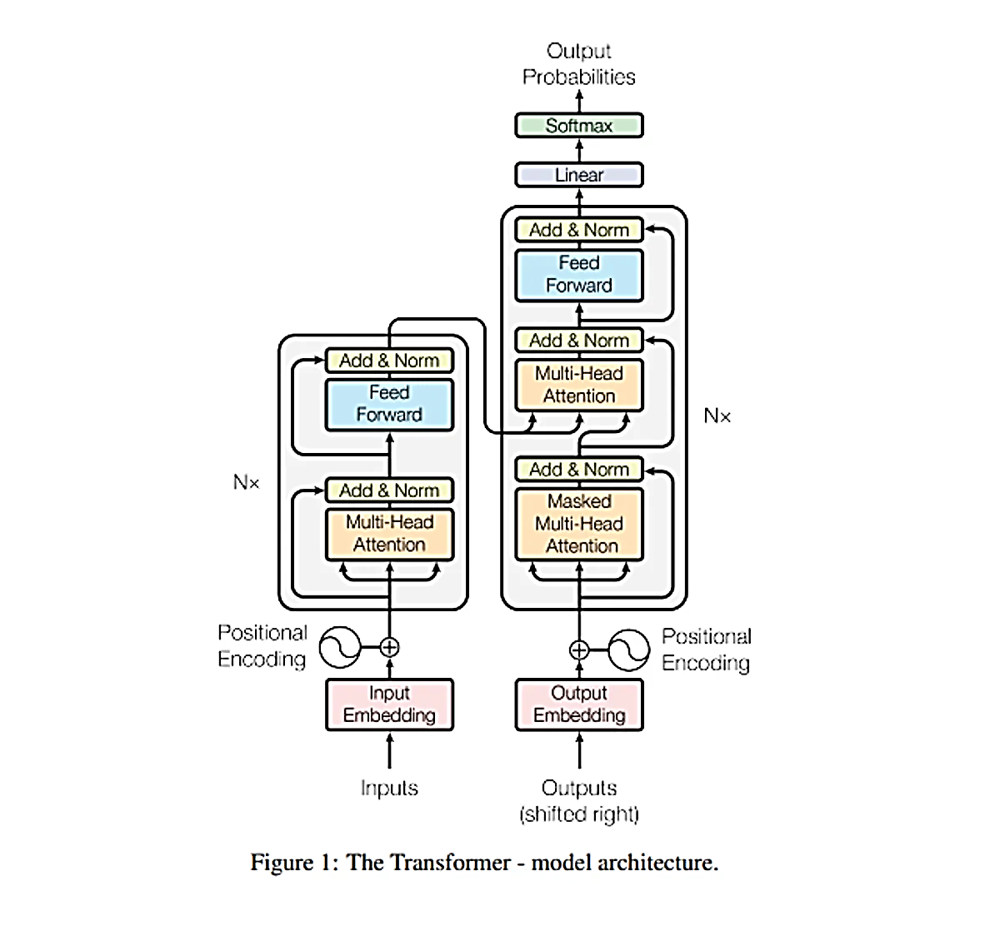 Output
Probabilities
Softmax
Linear
Add & Norm
Feed
Forward
Add & Norm
Multi-Head
Attention
Add & Norm
Masked
Multi-Head
Attention
N×
Add & Norm
Feed
Forward
Add & Norm
Multi-Head
Attention
N×
Positional
Encoding
Positional
Encoding
Input
Embedding
Output
Embedding
Inputs
Outputs
(shifted right)
Figure 1: The Transformer - model architecture.